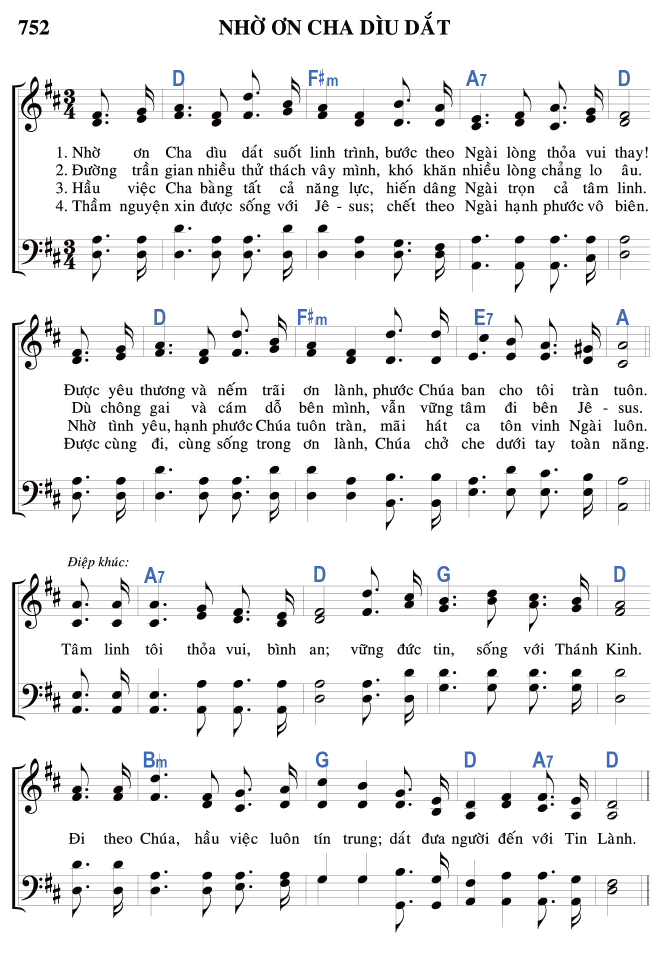 752 NHỜ ƠN CHA DÌU DẮT
D F#m A7 D
1. Nhờ ơn Cha dìu dắt suốt linh trình, bước theo Ngài lòng thỏa vui thay!
2. Đường trần gian nhiều thử thách vây mình, khó khăn nhiều lòng chẳng lo âu.
3. Hầu việc Cha bằng tất cả năng lực, hiến dâng Ngài trọn cả tâm linh.
4. Thầm nguyện xin được sống với Jê - sus; chết theo Ngài hạnh phước vô biên.
D F#m E7 A
Được yêu thương và nếm trãi ơn lành, phước Chúa ban cho tôi tràn tuôn.
Dù chông gai và cám dỗ bên mình, vẫn vững tâm đi bên Jê - sus.
Nhờ tình yêu, hạnh phước Chúa tuôn tràn, mãi hát ca tôn vinh Ngài luôn.
Được cùng đi, cùng sống trong ơn lành, Chúa chở che dưới tay toàn năng.
Điệp khúc:
A7 D G D
Tâm linh tôi thỏa vui, bình an; vững đức tin, sống với Thánh Kinh.
Bm G D A7 D
Đi theo Chúa, hầu việc luôn tín trung; dắt đưa người đến với Tin Lành.